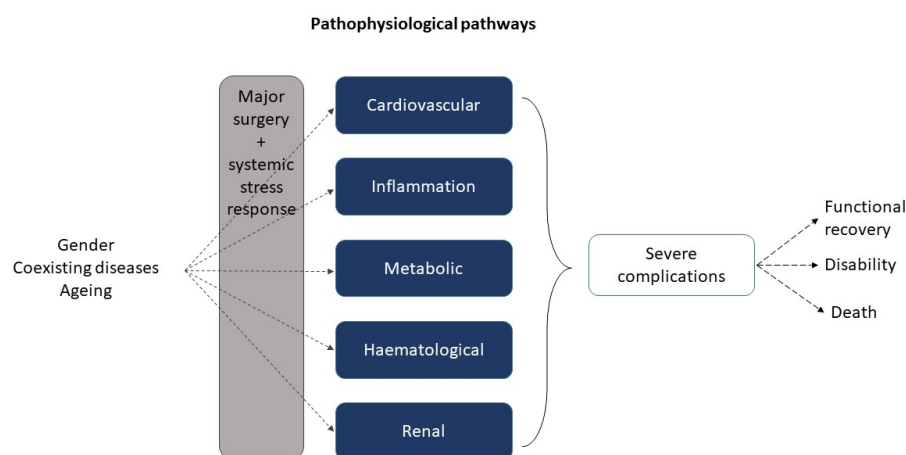 Pathophysiological pathways
Major
surgery
+
systemic
stress
response
Cardiovascular
Inflammation
Metabolic
Haematological
Renal
Gender
Coexisting diseases
Ageing
Severe
complications
Functional
recovery
Disability
Death